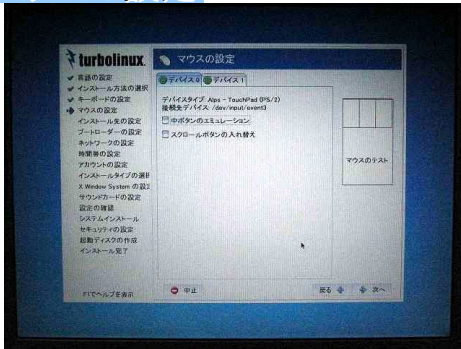 turbolinux
マウスの設定
言語の設定
インストール方法の選択
キーボードの設定
マウスの設定
インストール先の設定
ブートローダーの設定
ネットワークの設定
時間帯の設定
アカウントの設定
インストールタイプの選択
X Window System の設定
サウンドカードの設定
設定の確認
システムインストール
セキュリティの設定
起動ディスクの作成
インストール完了
F1でヘルプを表示
デバイス 0
デバイス 1
デバイスタイプ: Alps - TouchPad (PS/2)
接続先デバイス: /dev/input/event3
中ボタンのエミュレーション
スクロールボタンの入れ替え
マウスのテスト
中止
戻る
次へ